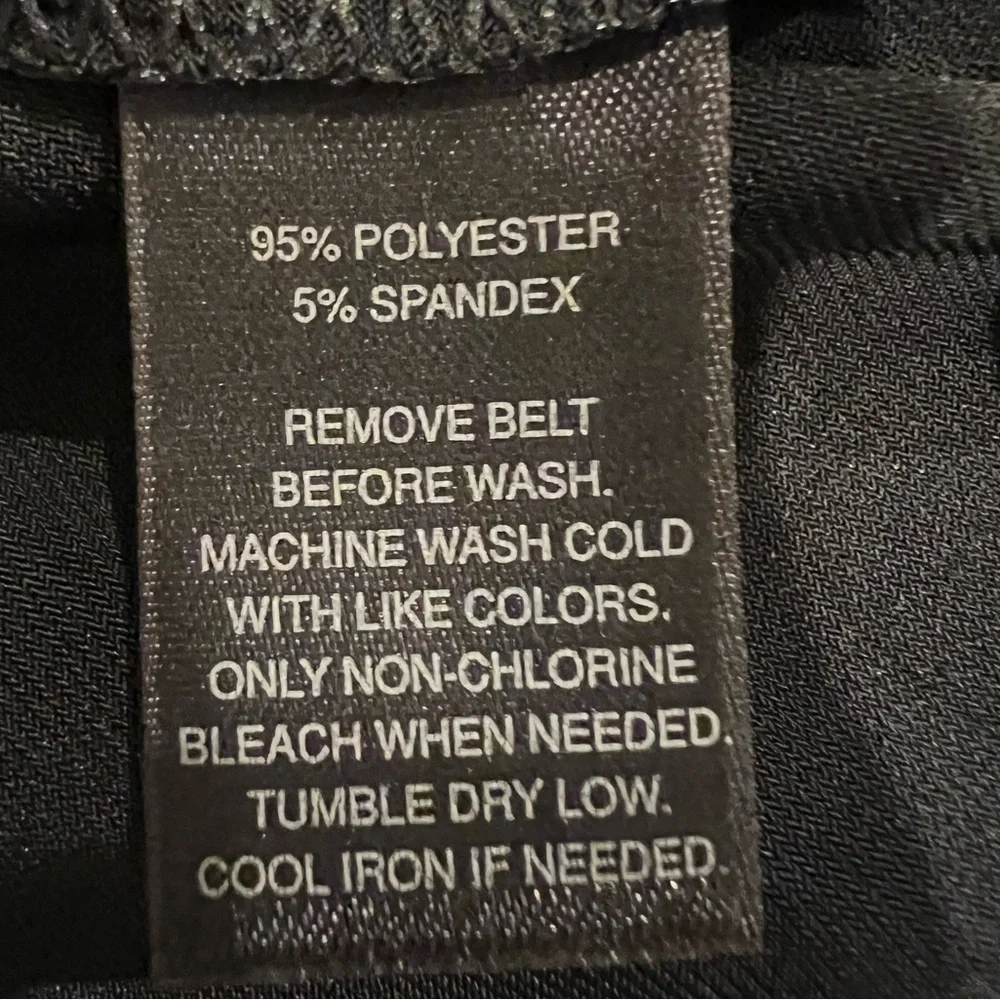 95% POLYESTER
5% SPANDEX
REMOVE BELT
BEFORE WASH.
MACHINE WASH COLD
WITH LIKE COLORS.
ONLY NON-CHLORINE
BLEACH WHEN NEEDED.
TUMBLE DRY LOW.
COOL IRON IF NEEDED.